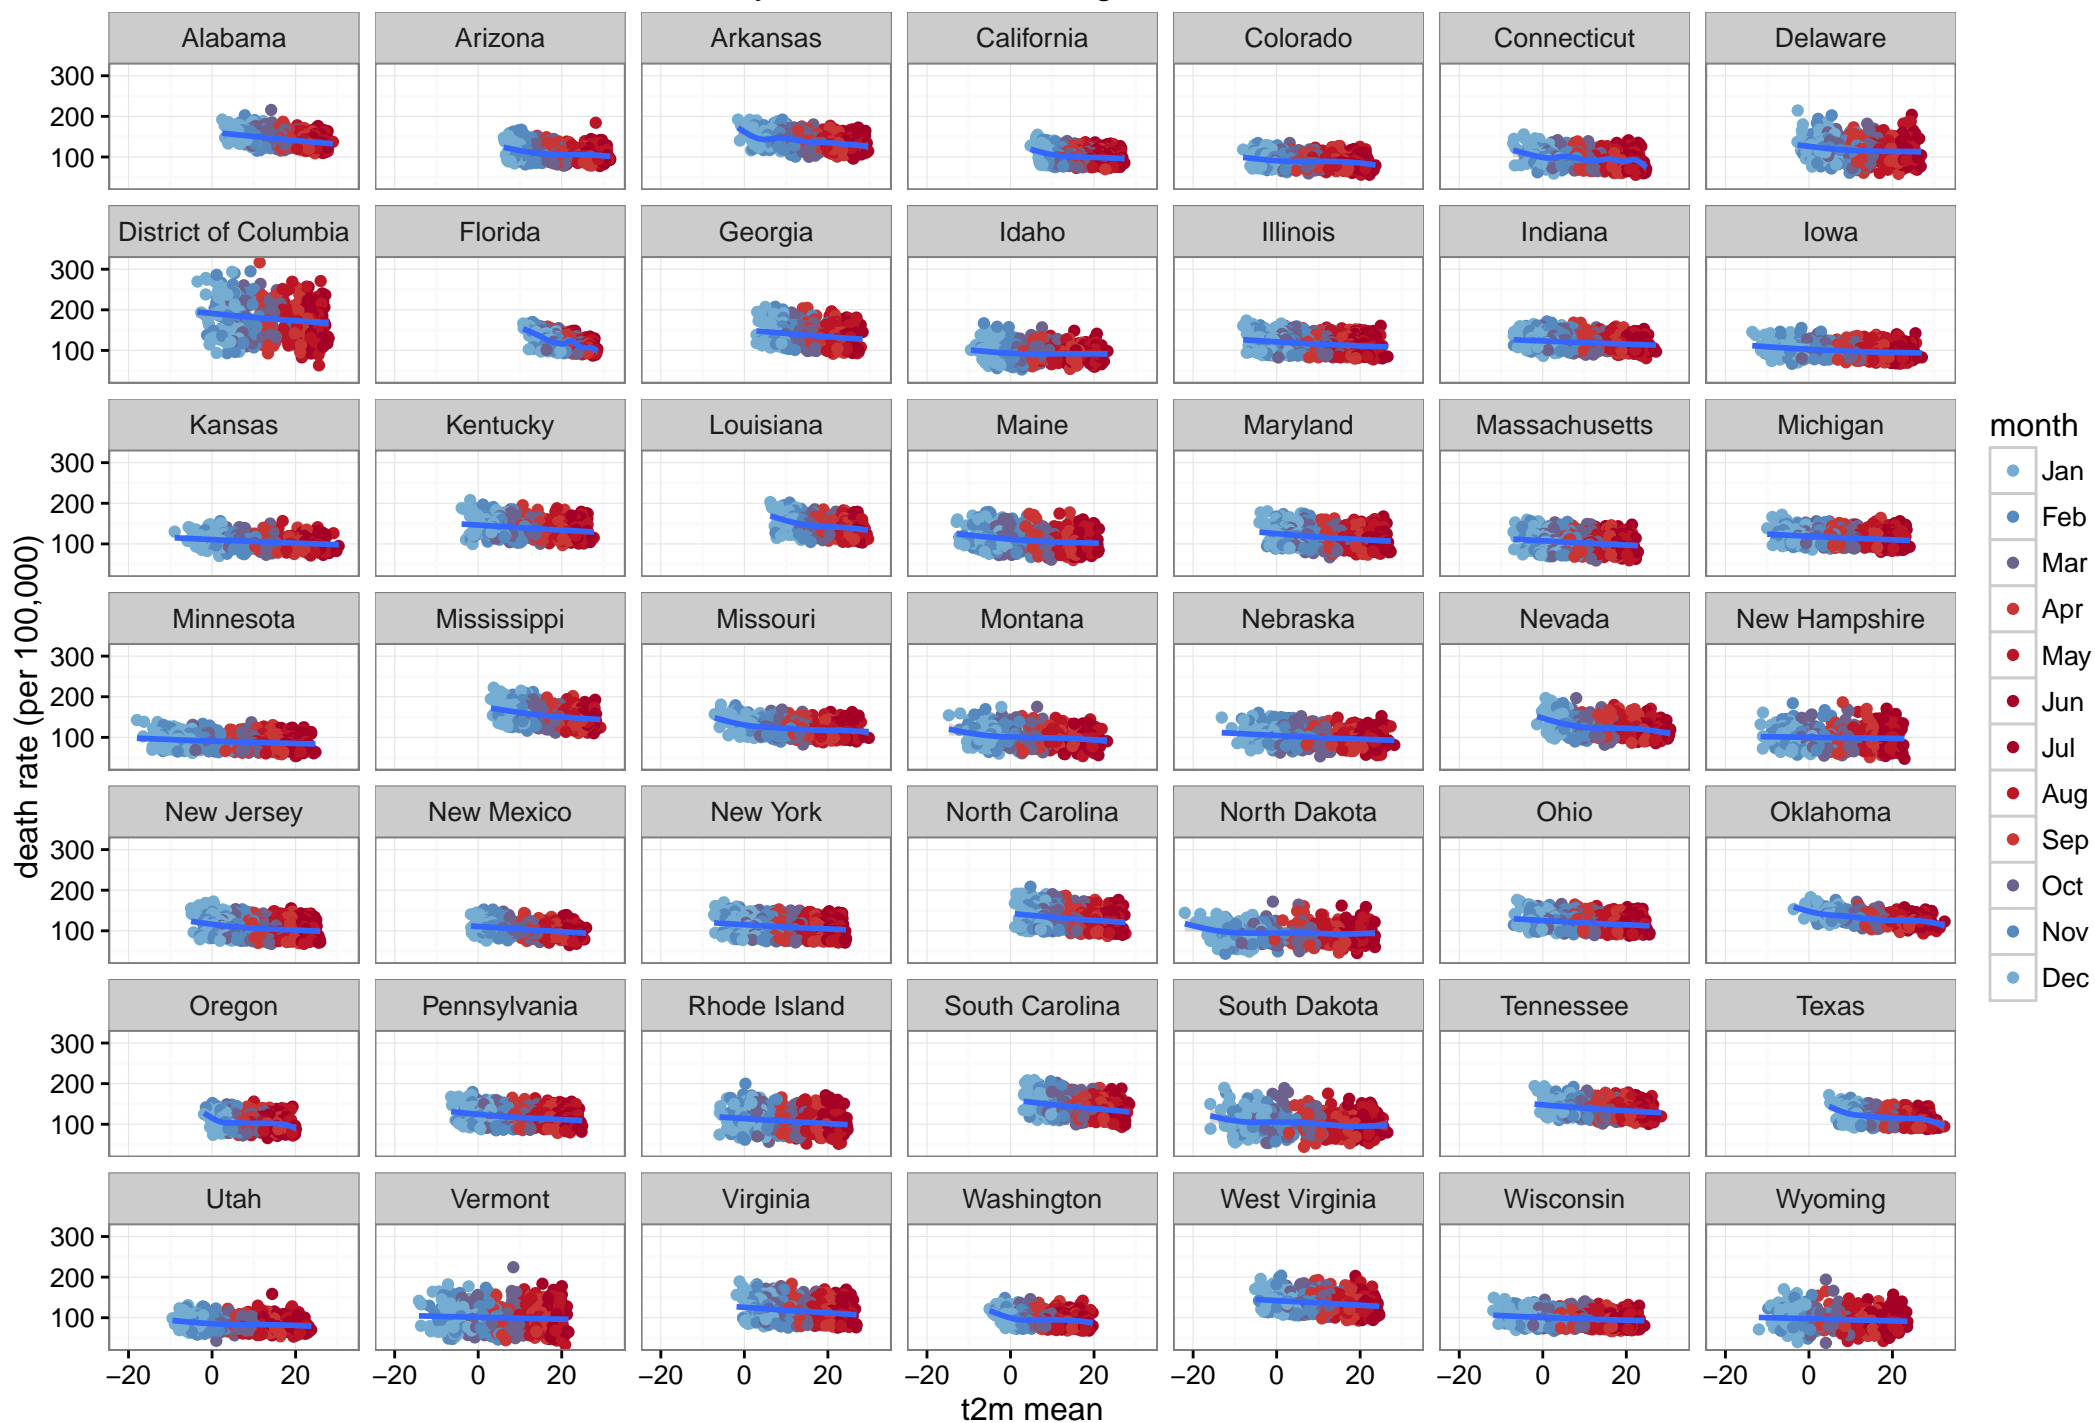 Alabama Arizona Arkansas California Colorado Connecticut Delaware
300
200
100
District of Columbia Florida Georgia Idaho Illinois Indiana Iowa
300
200
100
Kansas Kentucky Louisiana Maine Maryland Massachusetts Michigan
300
200
100
Minnesota Mississippi Missouri Montana Nebraska Nevada New Hampshire
300
200
100
New Jersey New Mexico New York North Carolina North Dakota Ohio Oklahoma
300
200
100
Oregon Pennsylvania Rhode Island South Carolina South Dakota Tennessee Texas
300
200
100
Utah Vermont Virginia Washington West Virginia Wisconsin Wyoming
300
200
100
−20 0 20 −20 0 20 −20 0 20 −20 0 20 −20 0 20 −20 0 20 −20 0 20
t2m mean
death rate (per 100,000)
month
Jan
Feb
Mar
Apr
May
Jun
Jul
Aug
Sep
Oct
Nov
Dec